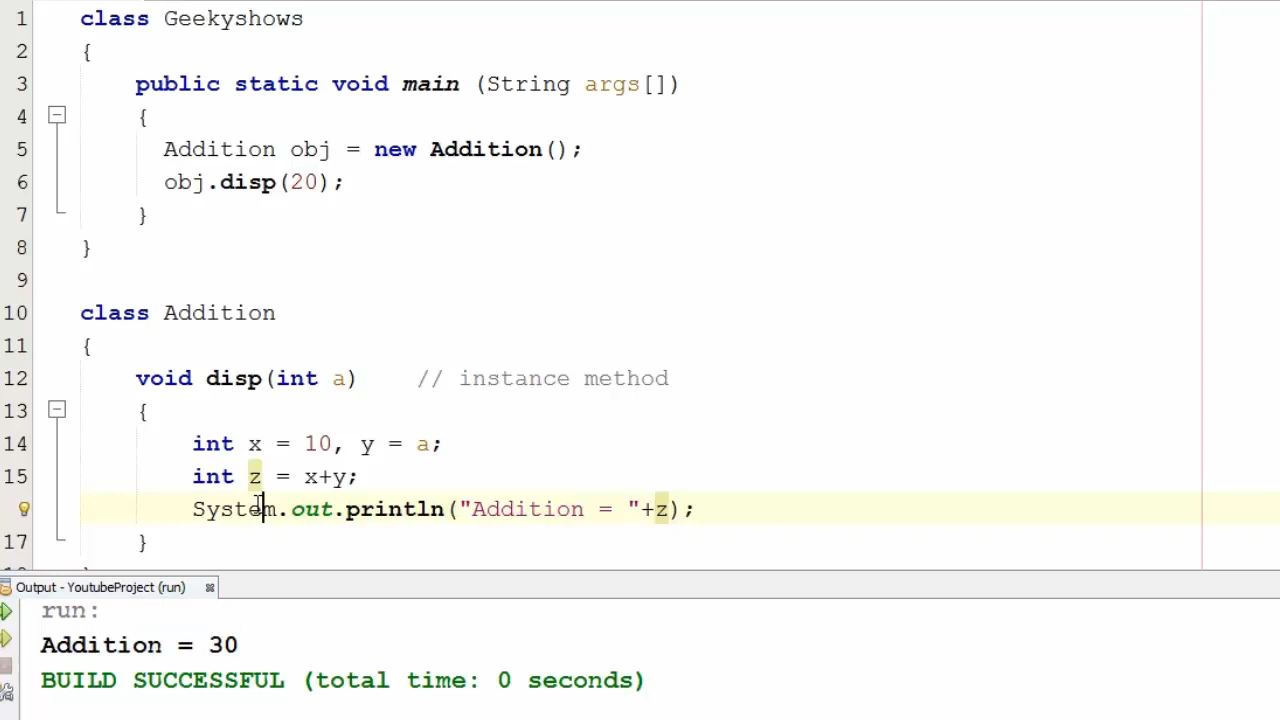 1 class Geekyshows
2 {
3 public static void main (String args[])
4 {
5 Addition obj = new Addition();
6 obj.disp(20);
7 }
8 }
9
10 class Addition
11 {
12 void disp(int a) // instance method
13 {
14 int x = 10, y = a;
15 int z = x+y;
System.out.println("Addition = "+z);
17 }
Output - YoutubeProject (run)
run:
Addition = 30
BUILD SUCCESSFUL (total time: 0 seconds)